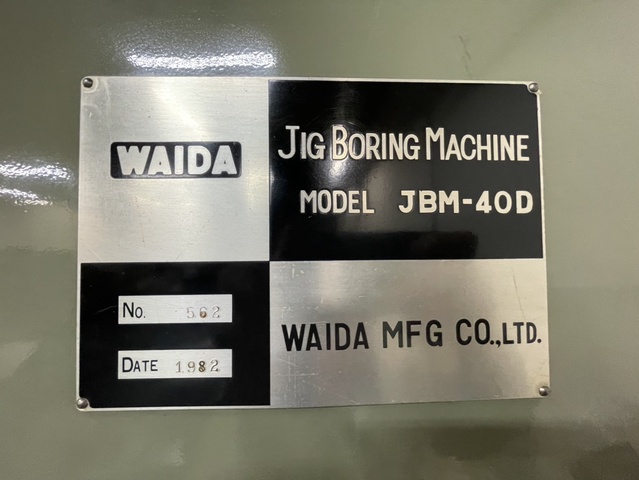 WAIDA
JIG BORING MACHINE
MODEL JBM-40D
No. 562
DATE 1982
WAIDA MFG CO.,LTD.